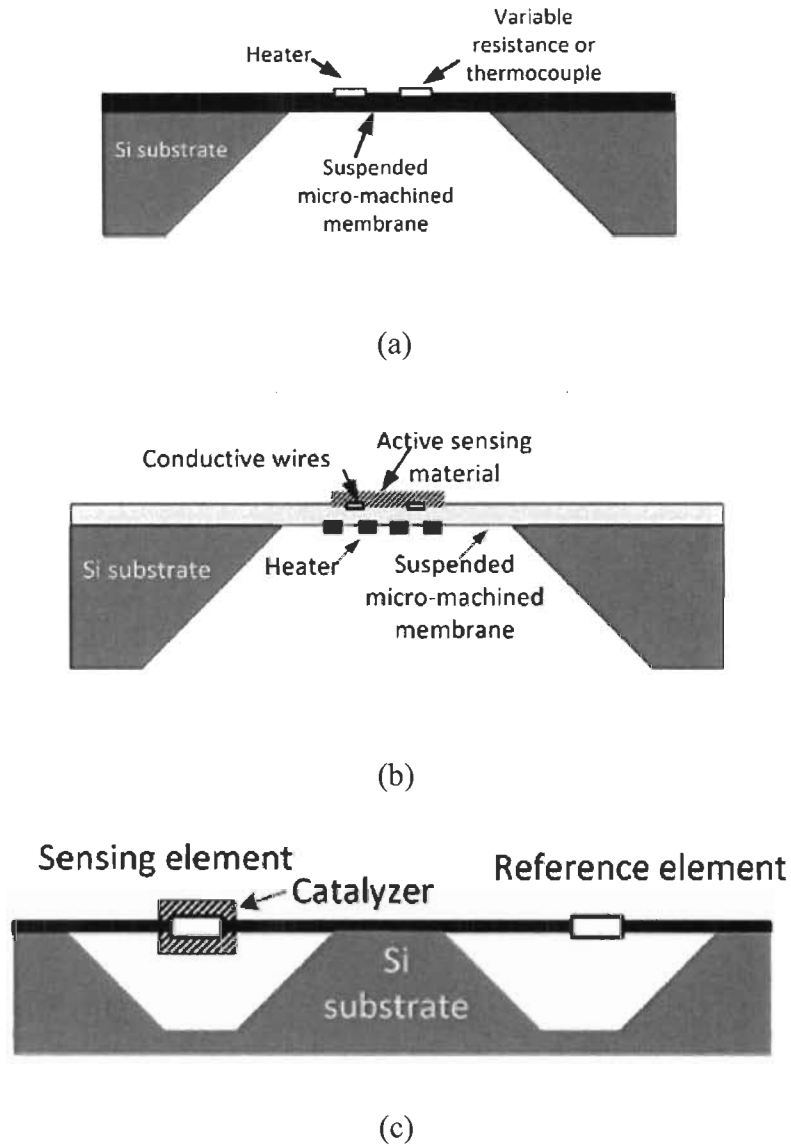 Variable
resistance or
thermocouple
Heater
Si substrate
Suspended
micro-machined
membrane
(a)
Active sensing
material
Conductive wires
Si substrate
Heater
Suspended
micro-machined
membrane
(b)
Sensing element
Reference element
Catalyzer
Si
substrate
(c)